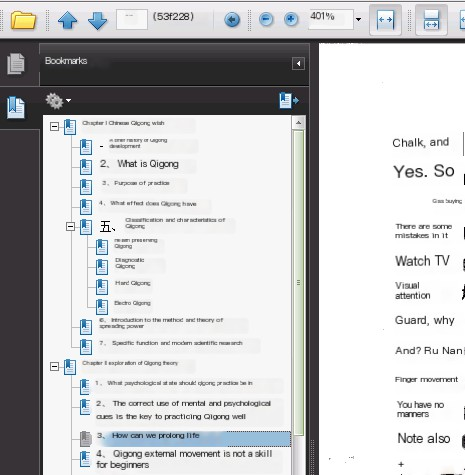 (53f228)
401%
Bookmarks
Chapter I Chinese Qigong wish
- A brief history of Qigong
development
2、 What is Qigong
3、 Purpose of practice
4、 What effect does Qigong have
五、 Classification and characteristics of
Qigong
Health preserving
Qigong
Diagnostic
Qigong
Hard Qigong
Electro Qigong
6、 Introduction to the method and theory of
spreading power
7、 Specific function and modern scientific research
Chapter II exploration of Qigong theory
1、 What psychological state should qigong practice be in
2、 The correct use of mental and psychological
cues is the key to practicing Qigong well
3、 How can we prolong life
4、 Qigong external movement is not a skill
for beginners
Chalk, and
Yes. So
Gas buying
There are some
mistakes in it
Watch TV
Visual
attention
Guard, why
And? Ru Nan
Finger movement
You have no
manners
Note also
+